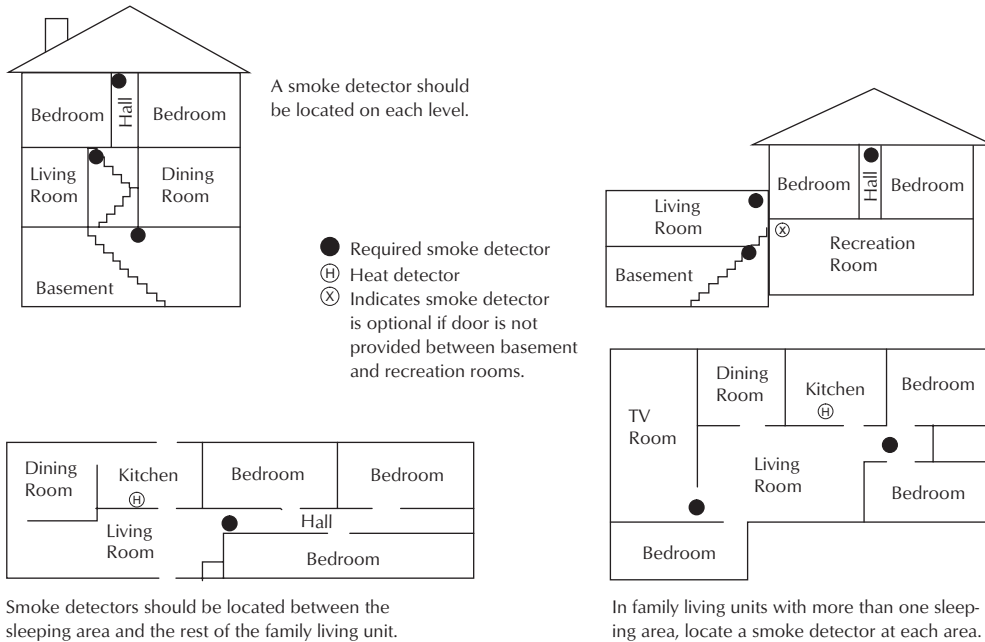 A smoke detector should
be located on each level.
Bedroom
Hall
Bedroom
Living
Room
Dining
Room
Basement
Required smoke detector
H Heat detector
X Indicates smoke detector
is optional if door is not
provided between basement
and recreation rooms.
Bedroom
Hall
Bedroom
Living
Room
X
Recreation
Room
Basement
Dining
Room
Kitchen
H
Bedroom
Bedroom
Living
Room
Hall
Bedroom
Smoke detectors should be located between the
sleeping area and the rest of the family living unit.
TV
Room
Dining
Room
Kitchen
H
Bedroom
Living
Room
Bedroom
Bedroom
In family living units with more than one sleep-
ing area, locate a smoke detector at each area.